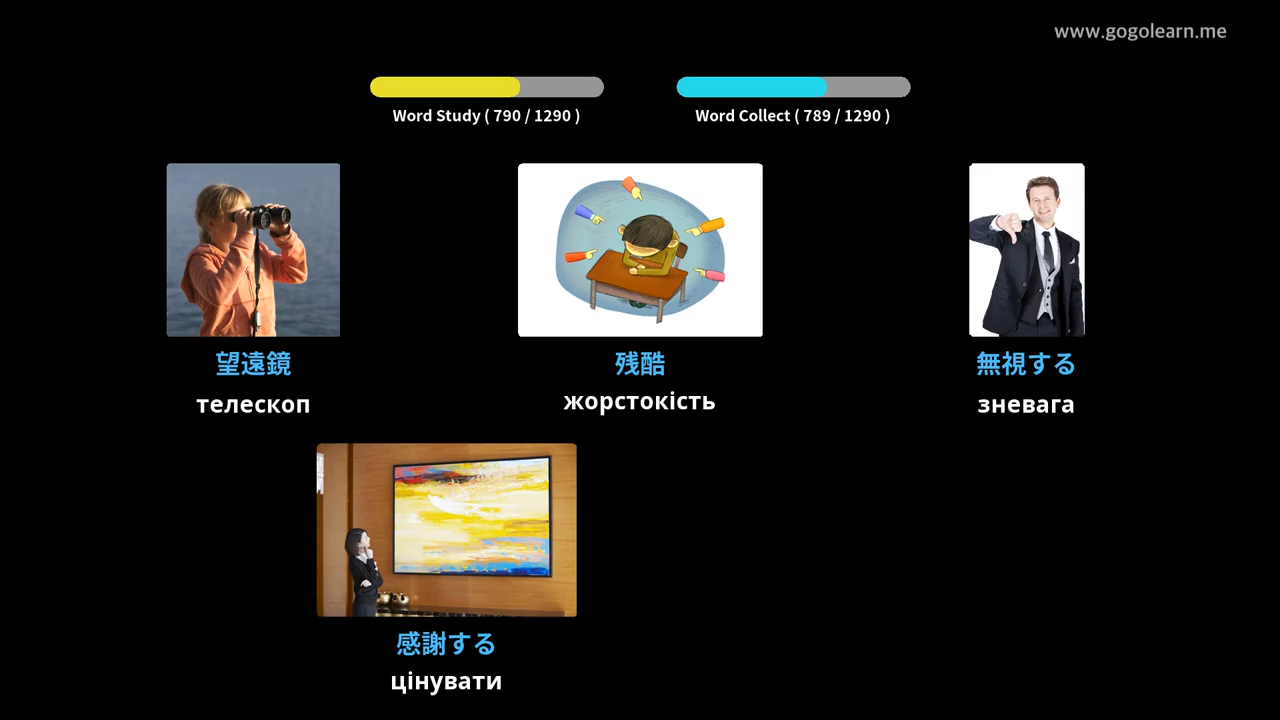 www.gogolearn.me
Word Study ( 790 / 1290 )
Word Collect ( 789 / 1290 )
望遠鏡
телескоп
残酷
жорстокість
無視する
зневага
感謝する
цінувати